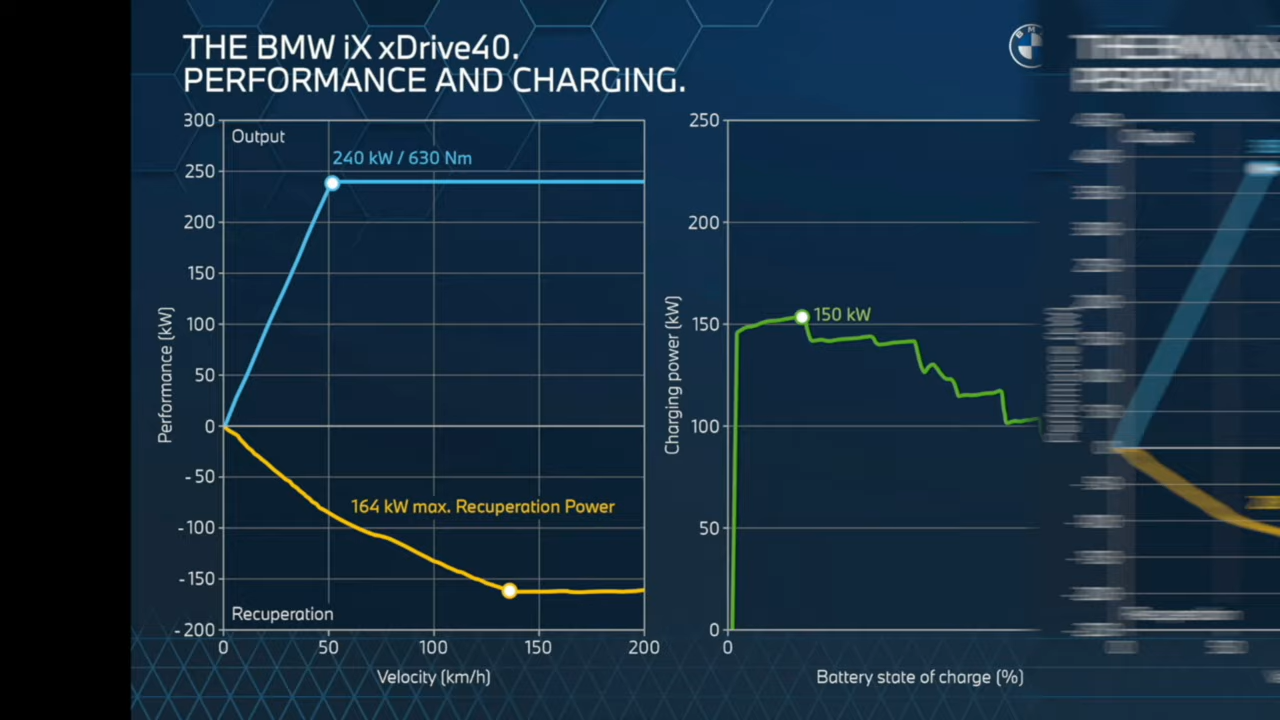 THE BMW iX xDrive40.
PERFORMANCE AND CHARGING.
300
Output
240 kW / 630 Nm
250
200
150
100
50
0
-50
-100
-150
-200
164 kW max. Recuperation Power
Recuperation
0
50
100
150
200
Performance (kW)
Velocity (km/h)
250
200
150
100
50
0
150 kW
0
Charging power (kW)
Battery state of charge (%)